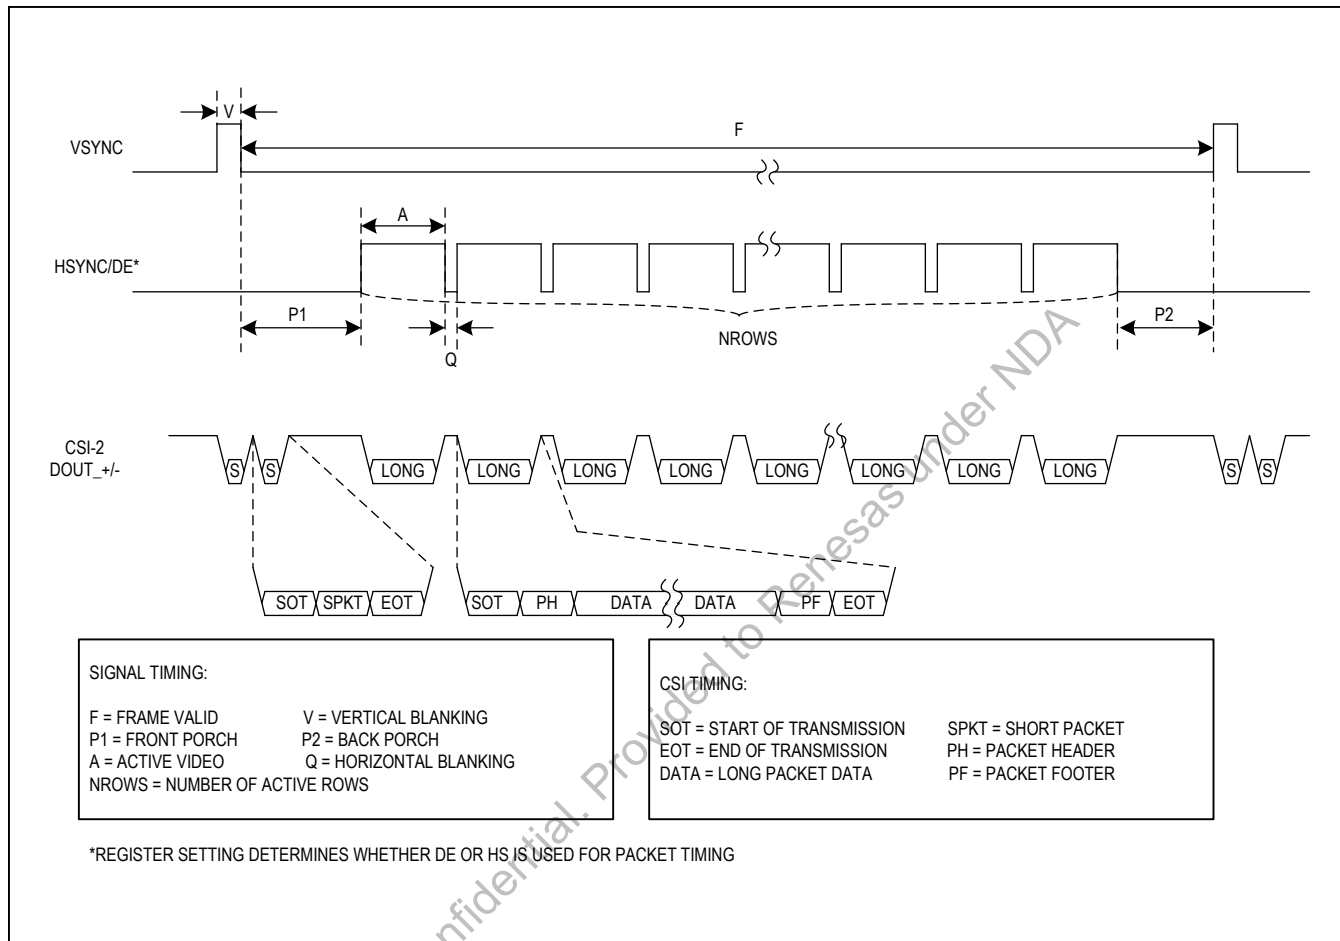 V
F
VSYNC
A
HSYNC/DE*
P1
P2
NROWS
Q
CSI-2
DOUT_+/-
S S LONG LONG LONG LONG LONG LONG LONG LONG S S
SOT SPKT EOT SOT PH DATA DATA PF EOT
SIGNAL TIMING:
F = FRAME VALID V = VERTICAL BLANKING
P1 = FRONT PORCH P2 = BACK PORCH
A = ACTIVE VIDEO Q = HORIZONTAL BLANKING
NROWS = NUMBER OF ACTIVE ROWS
CSI TIMING:
SOT = START OF TRANSMISSION SPKT = SHORT PACKET
EOT = END OF TRANSMISSION PH = PACKET HEADER
DATA = LONG PACKET DATA PF = PACKET FOOTER
*REGISTER SETTING DETERMINES WHETHER DE OR HS IS USED FOR PACKET TIMING
nfidential. Provided to Renesas under NDA